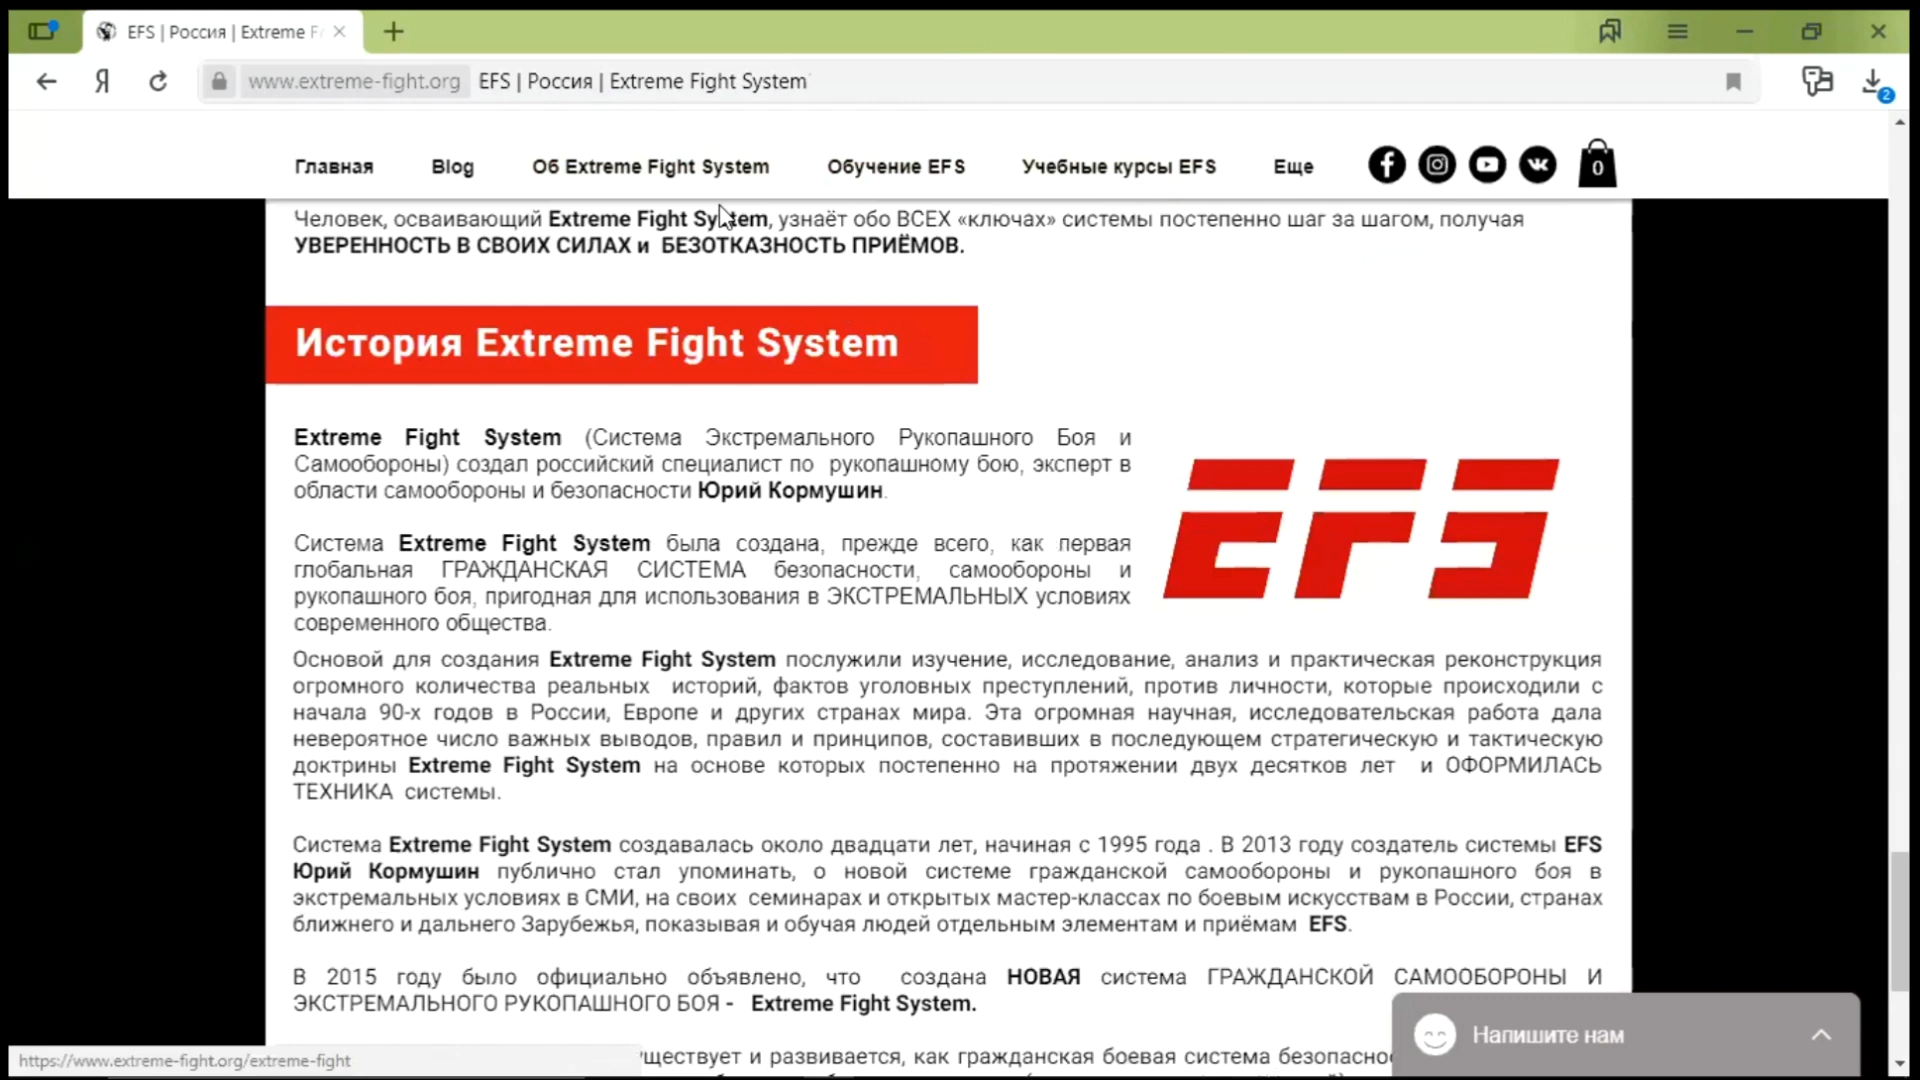 EFS | Россия | Extreme F
www.extreme-fight.org EFS | Россия | Extreme Fight System
2
Главная Blog Об Extreme Fight System Обучение EFS Учебные курсы EFS Еще 0
Человек, осваивающий Extreme Fight System, узнаёт обо ВСЕХ «ключах» системы постепенно шаг за шагом, получая
УВЕРЕННОСТЬ В СВОИХ СИЛАХ и БЕЗОТКАЗНОСТЬ ПРИЁМОВ.
История Extreme Fight System
Extreme Fight System (Система Экстремального Рукопашного Боя и
Самообороны) создал российский специалист по рукопашному бою, эксперт в
области самообороны и безопасности Юрий Кормушин.
EFS
Система Extreme Fight System была создана, прежде всего, как первая
глобальная ГРАЖДАНСКАЯ СИСТЕМА безопасности, самообороны и
рукопашного боя, пригодная для использования в ЭКСТРЕМАЛЬНЫХ условиях
современного общества.
Основой для создания Extreme Fight System послужили изучение, исследование, анализ и практическая реконструкция
огромного количества реальных историй, фактов уголовных преступлений, против личности, которые происходили с
начала 90-х годов в России, Европе и других странах мира. Эта огромная научная, исследовательская работа дала
невероятное число важных выводов, правил и принципов, составивших в последующем стратегическую и тактическую
доктрины Extreme Fight System на основе которых постепенно на протяжении двух десятков лет и ОФОРМИЛАСЬ
ТЕХНИКА системы.
Система Extreme Fight System создавалась около двадцати лет, начиная с 1995 года . В 2013 году создатель системы EFS
Юрий Кормушин публично стал упоминать, о новой системе гражданской самообороны и рукопашного боя в
экстремальных условиях в СМИ, на своих семинарах и открытых мастер-классах по боевым искусствам в России, странах
ближнего и дальнего Зарубежья, показывая и обучая людей отдельным элементам и приёмам EFS.
В 2015 году было официально объявлено, что создана НОВАЯ система ГРАЖДАНСКОЙ САМООБОРОНЫ И
ЭКСТРЕМАЛЬНОГО РУКОПАШНОГО БОЯ - Extreme Fight System.
Напишите нам
https://www.extreme-fight.org/extreme-fight
уществует и развивается, как гражданская боевая система безопасно